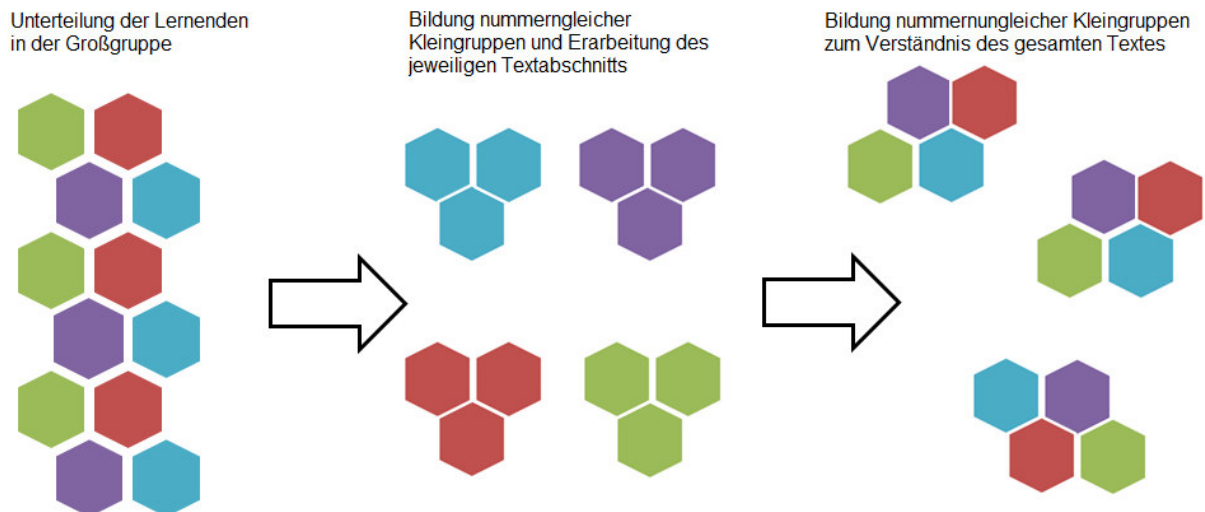 Unterteilung der Lernenden
in der Großgruppe
Bildung nummerngleicher
Kleingruppen und Erarbeitung des
jeweiligen Textabschnitts
Bildung nummernungleicher Kleingruppen
zum Verständnis des gesamten Textes